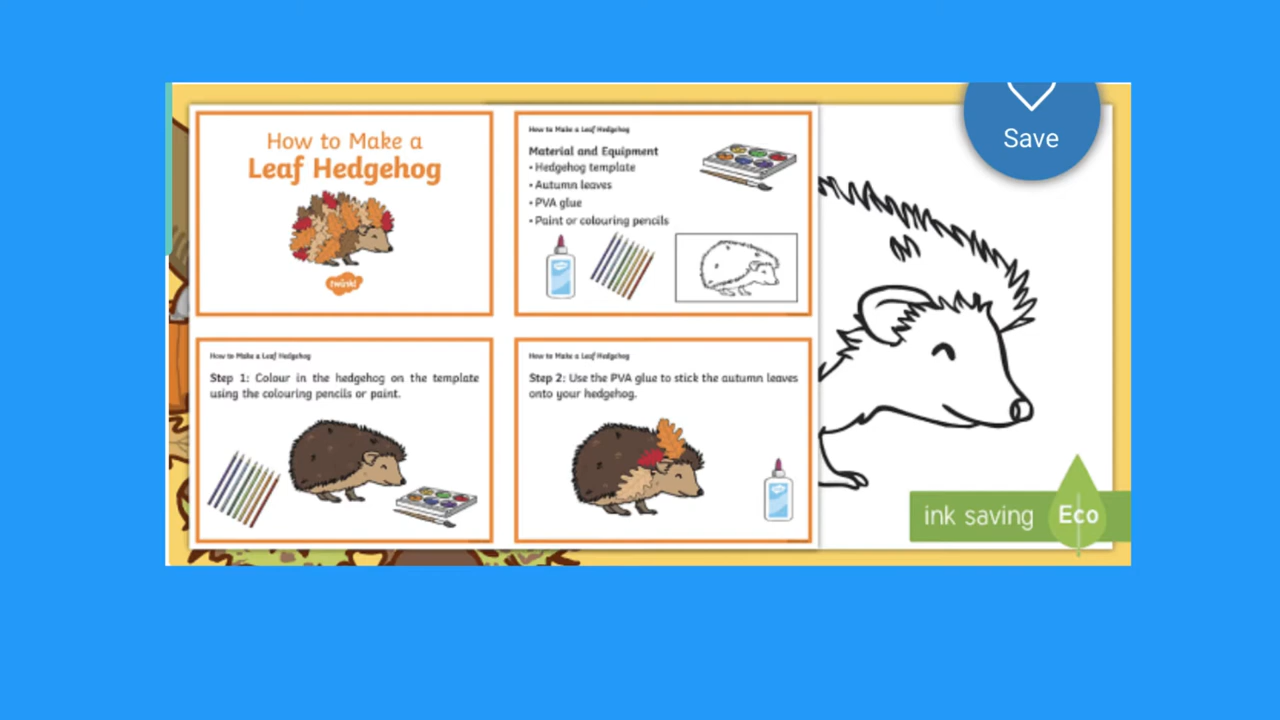 How to Make a
Leaf Hedgehog
twinkl
How to Make a Leaf Hedgehog
Material and Equipment
• Hedgehog template
• Autumn leaves
• PVA glue
• Paint or colouring pencils
How to Make a Leaf Hedgehog
Step 1: Colour in the hedgehog on the template
using the colouring pencils or paint.
How to Make a Leaf Hedgehog
Step 2: Use the PVA glue to stick the autumn leaves
onto your hedgehog.
Save
ink saving
Eco